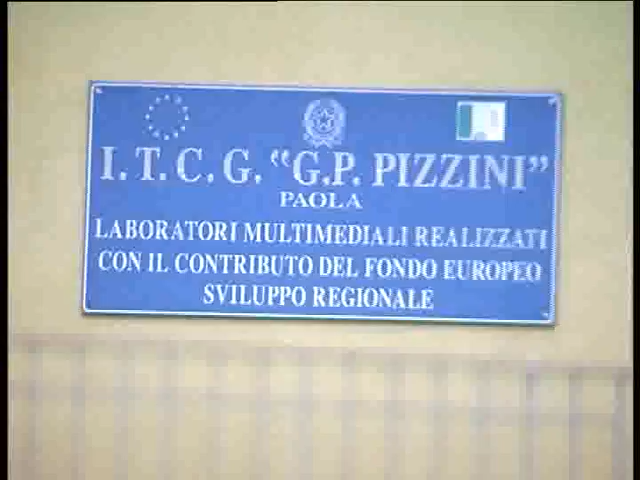 I. T. C. G. "G.P. PIZZINI"
PAOLA
LABORATORI MULTIMEDIALI REALIZZATI
CON IL CONTRIBUTO DEL FONDO EUROPEO
SVILUPPO REGIONALE